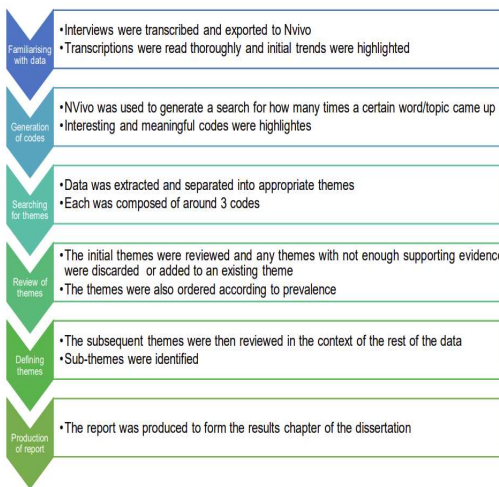 Familiarising
with data
•Interviews were transcribed and exported to Nvivo
•Transcriptions were read thoroughly and initial trends were highlighted
Generation
of codes
•NVivo was used to generate a search for how many times a certain word/topic came up
•Interesting and meaningful codes were highlightes
Searching
for themes
•Data was extracted and separated into appropriate themes
•Each was composed of around 3 codes
Review of
themes
•The initial themes were reviewed and any themes with not enough supporting evidence
were discarded or added to an existing theme
•The themes were also ordered according to prevalence
Defining
themes
•The subsequent themes were then reviewed in the context of the rest of the data
•Sub-themes were identified
Production
of report
•The report was produced to form the results chapter of the dissertation